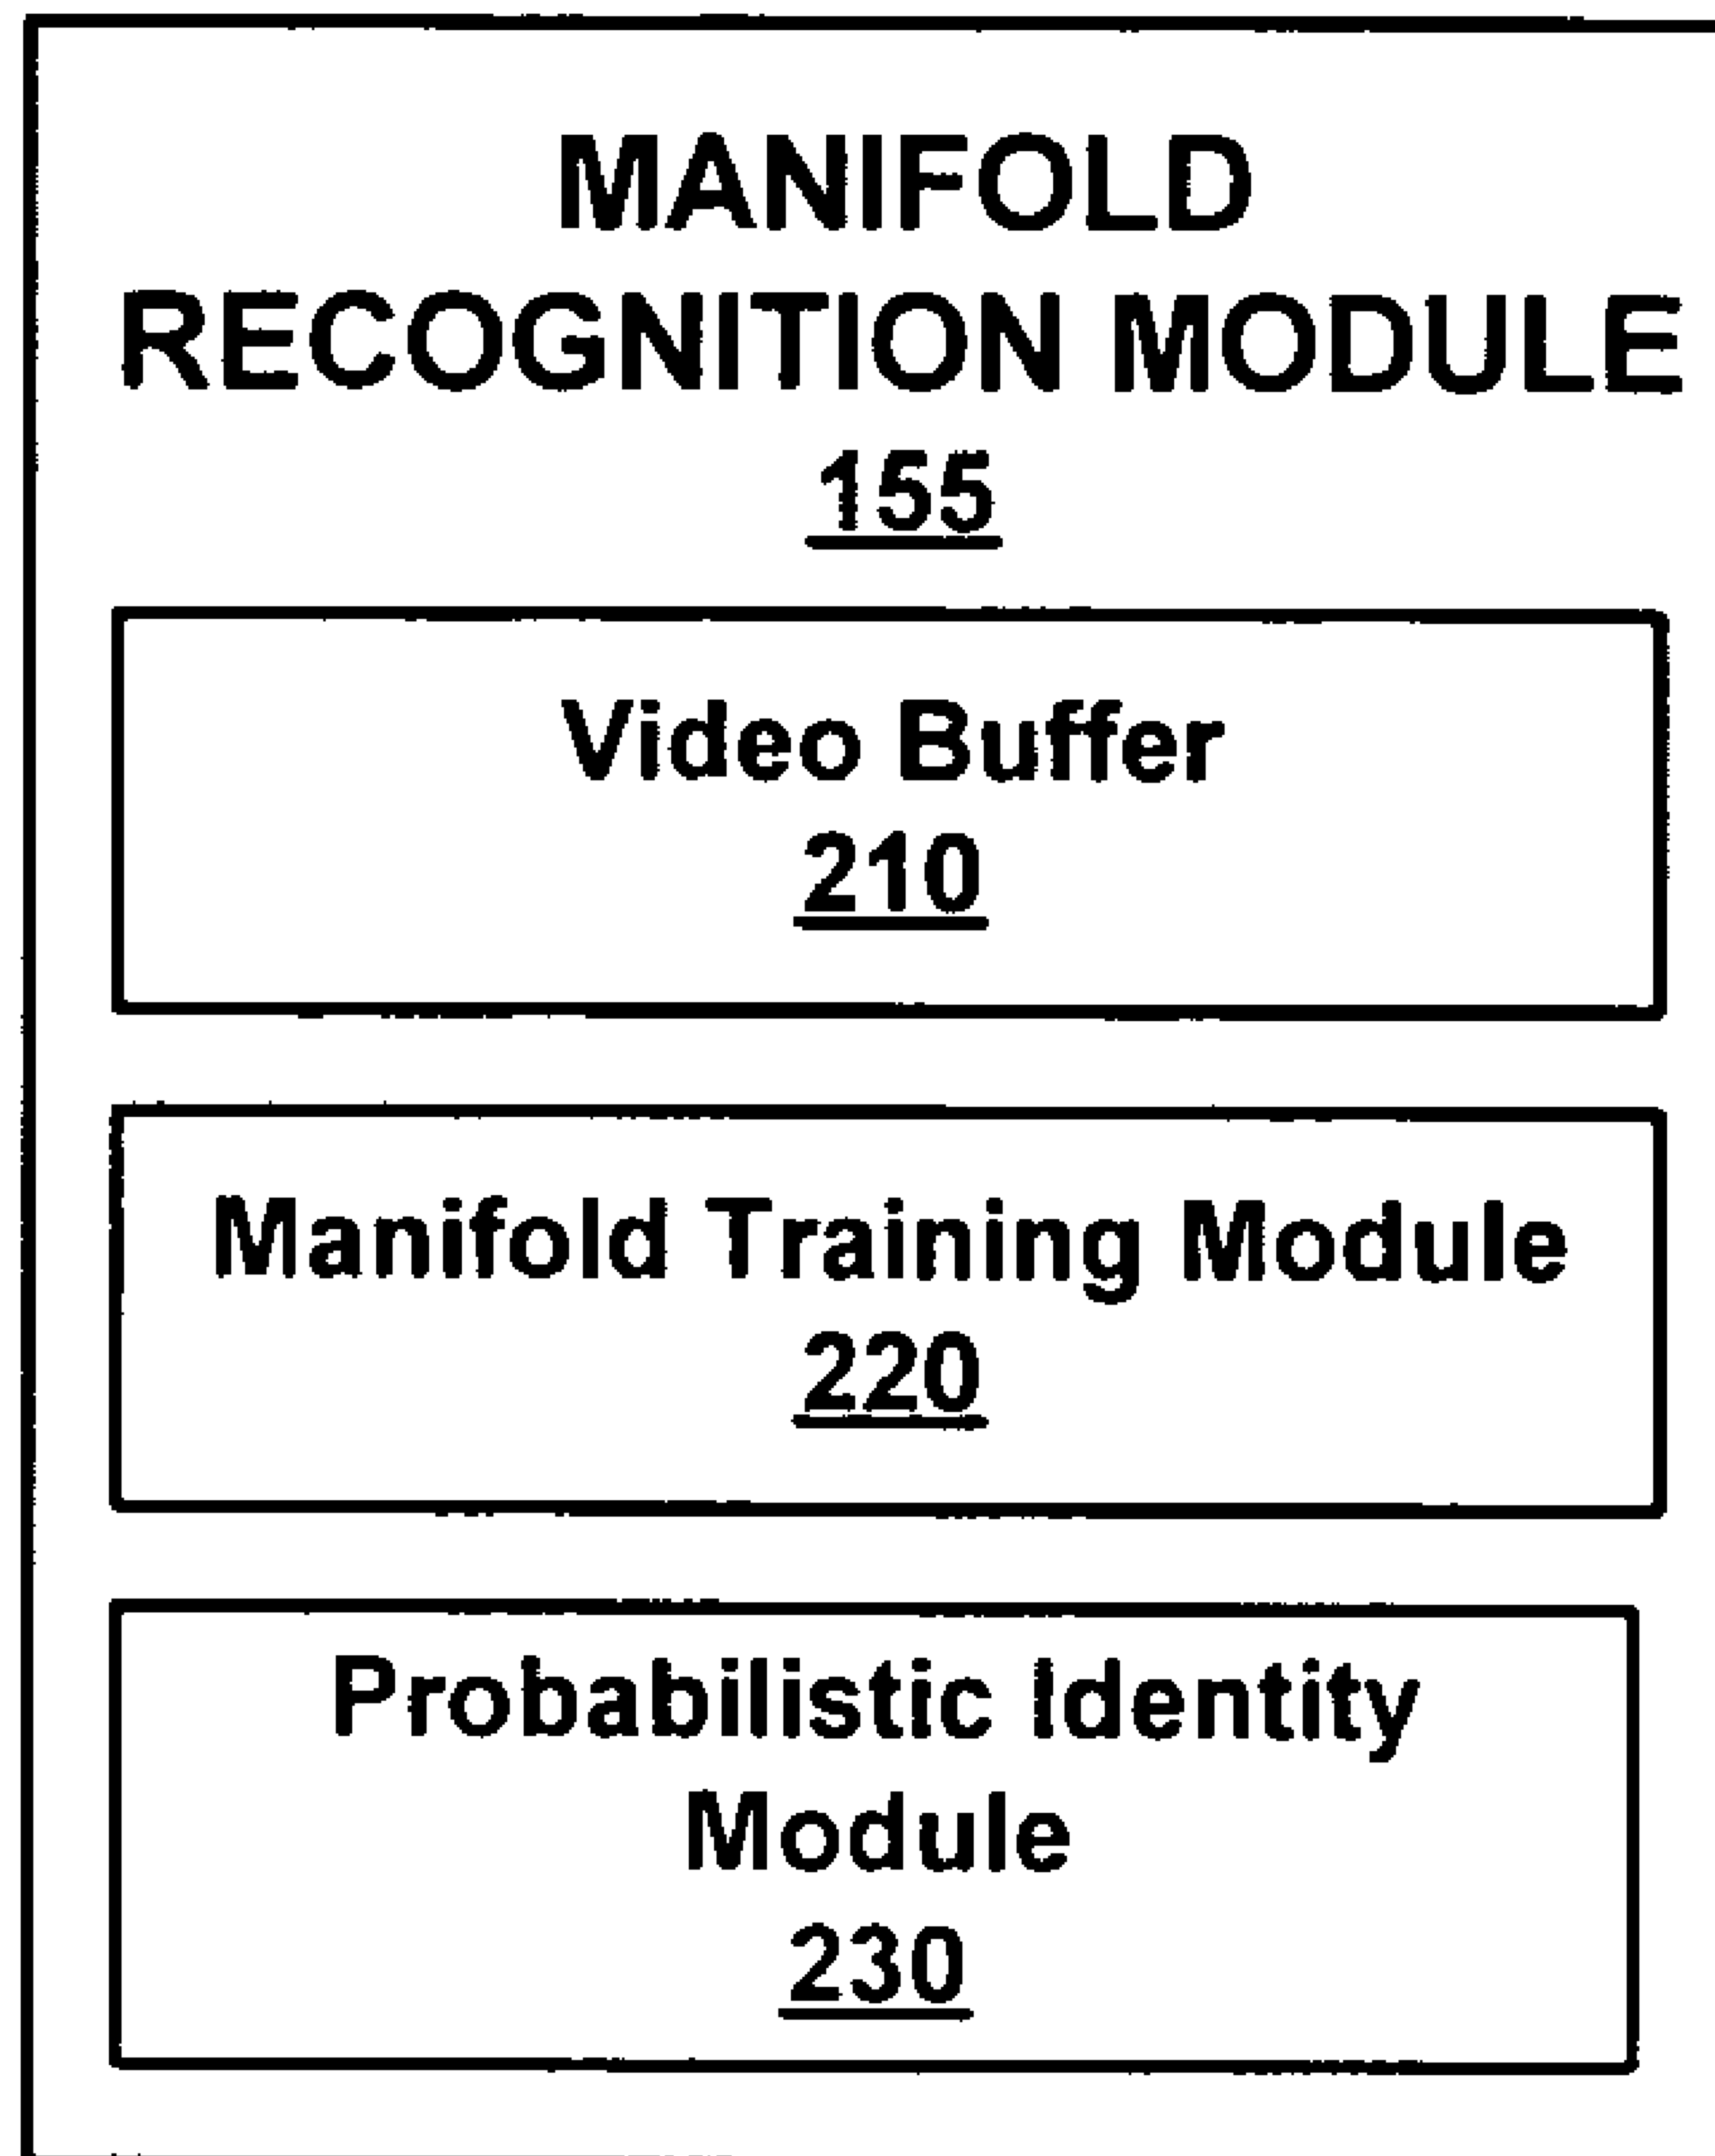 MANIFOLD
RECOGNITION MODULE
155
Video Buffer
210
Manifold Training Module
220
Probabilistic Identity
Module
230